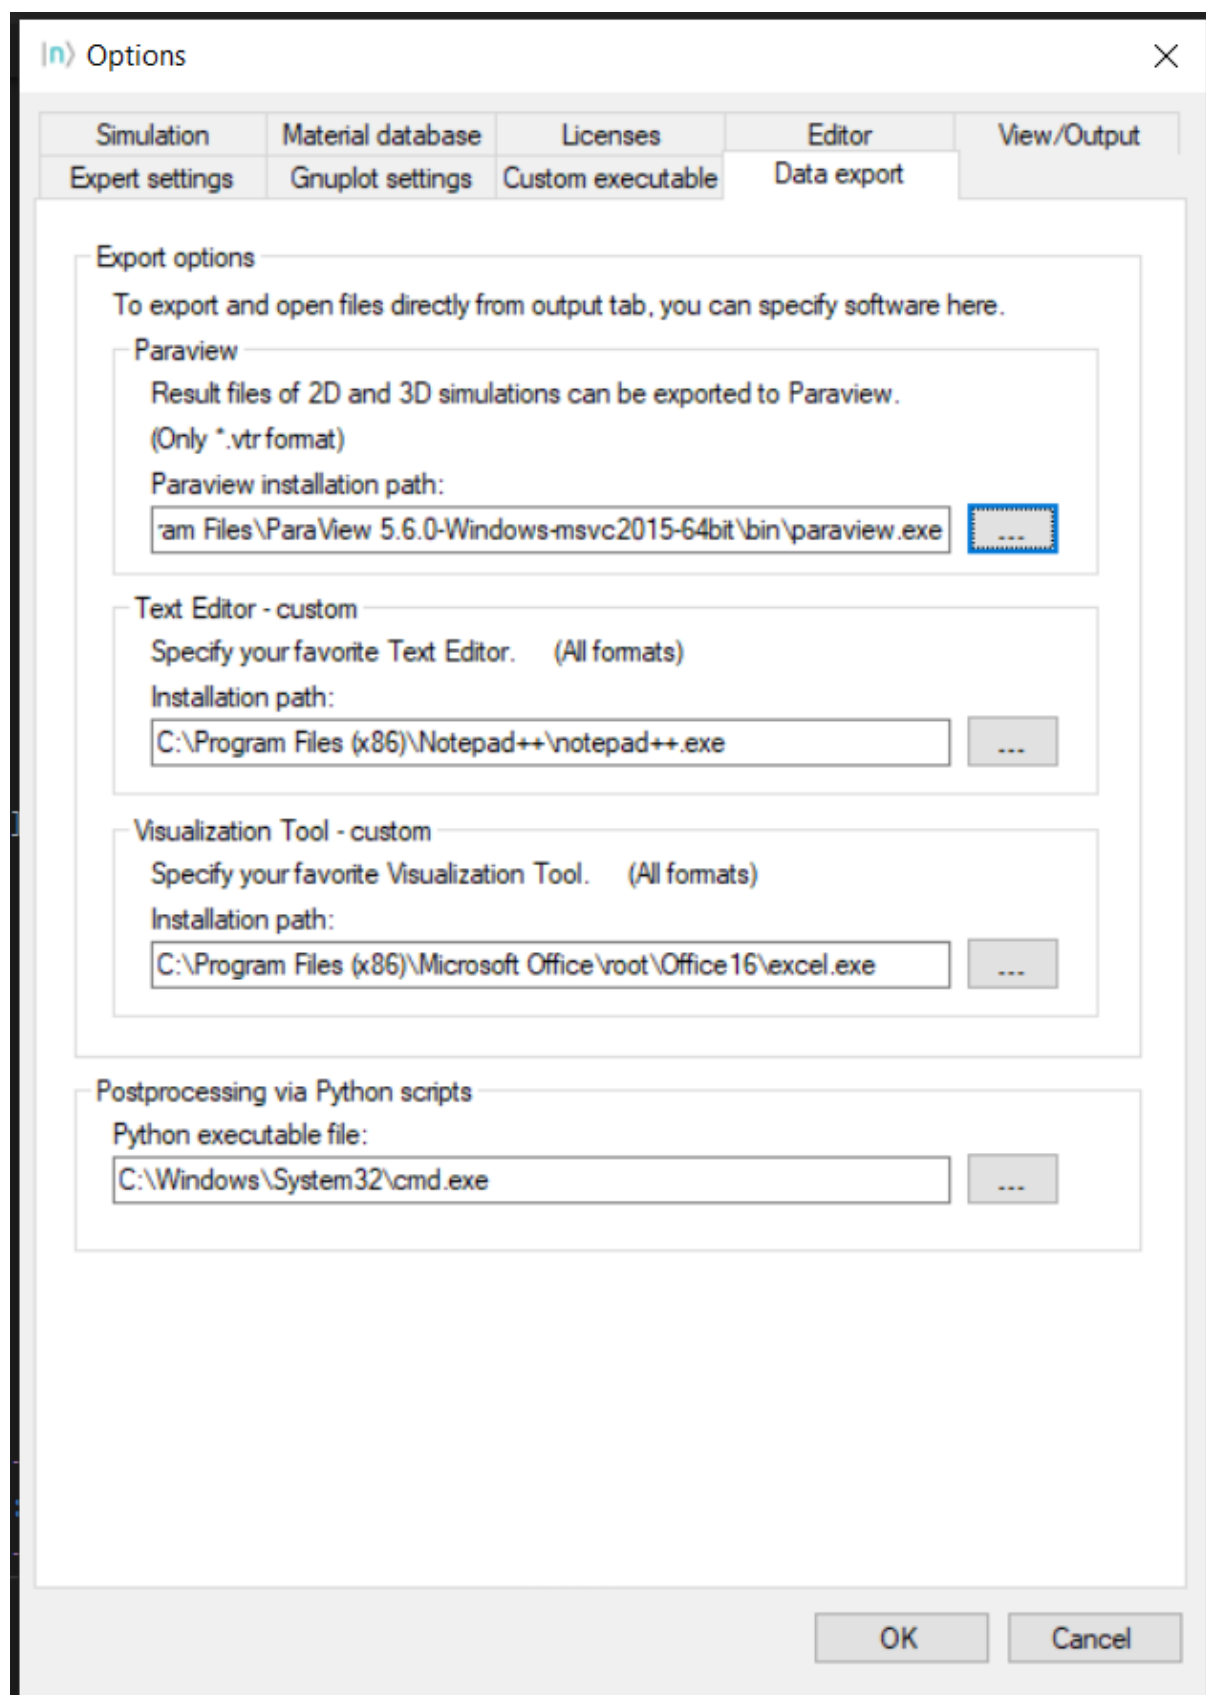 |n⟩ Options
Simulation Material database Licenses Editor View/Output
Expert settings Gnuplot settings Custom executable Data export
Export options
To export and open files directly from output tab, you can specify software here.
Paraview
Result files of 2D and 3D simulations can be exported to Paraview.
(Only *.vtr format)
Paraview installation path:
ram Files\ParaView 5.6.0-Windows-msvc2015-64bit\bin\paraview.exe ...
Text Editor - custom
Specify your favorite Text Editor. (All formats)
Installation path:
C:\Program Files (x86)\Notepad++\notepad++.exe ...
Visualization Tool - custom
Specify your favorite Visualization Tool. (All formats)
Installation path:
C:\Program Files (x86)\Microsoft Office\root\Office16\excel.exe ...
Postprocessing via Python scripts
Python executable file:
C:\Windows\System32\cmd.exe ...
OK Cancel